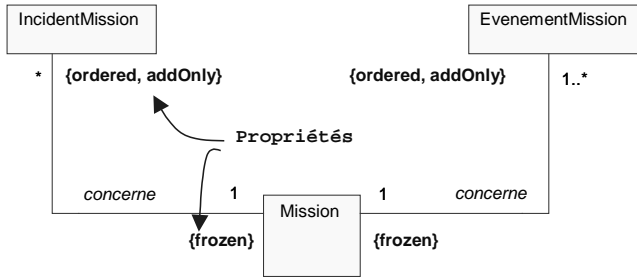 IncidentMission
EvenementMission
* {ordered, addOnly} {ordered, addOnly} 1..*
Propriétés
concerne 1 1 concerne
Mission
{frozen} {frozen}